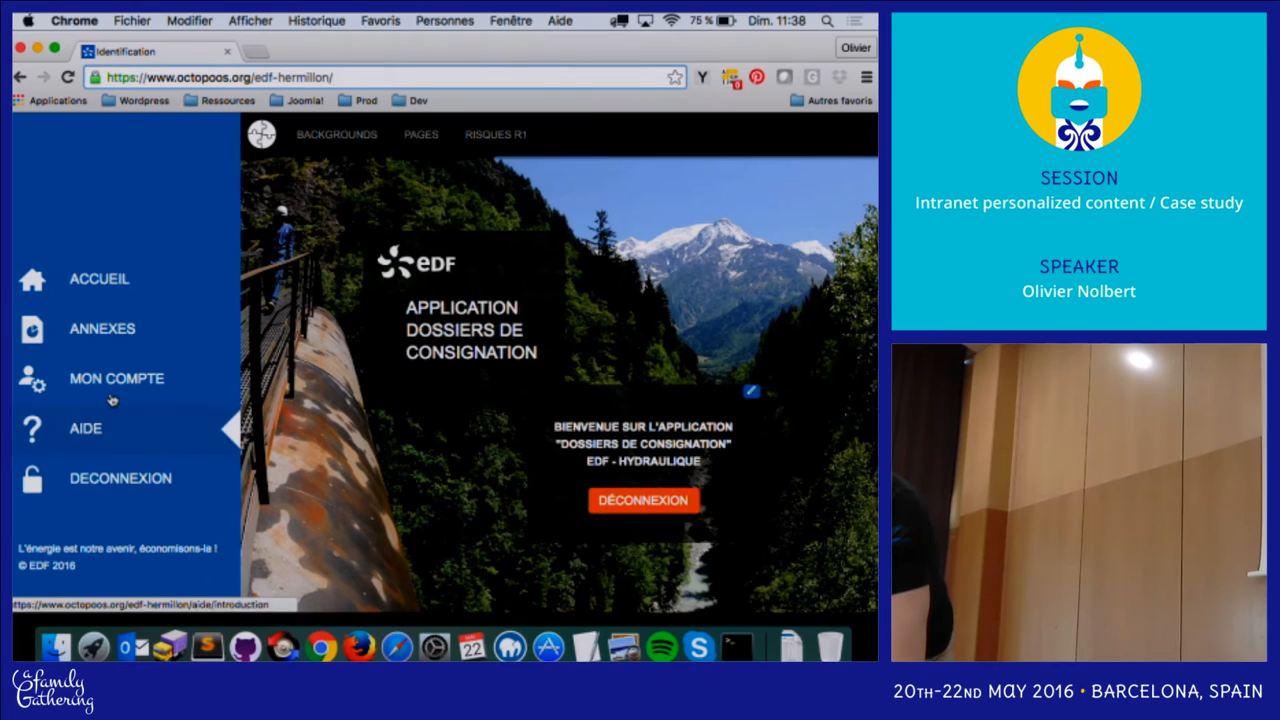 Chrome Fichier Modifier Afficher Historique Favoris Personnes Fenêtre Aide 75 % Dim. 11:38
Identification
Olivier
https://www.octopoos.org/edf-hermillon/
Applications Wordpress Ressources Joomla! Prod Dev Autres favoris
BACKGROUNDS PAGES RISQUES R1
ACCUEIL
ANNEXES
MON COMPTE
AIDE
DECONNEXION
L'énergie est notre avenir, économisons-la !
© EDF 2016
ttps://www.octopoos.org/edf-hermillon/aide/introduction
edf
APPLICATION
DOSSIERS DE
CONSIGNATION
BIENVENUE SUR L'APPLICATION
"DOSSIERS DE CONSIGNATION"
EDF - HYDRAULIQUE
DÉCONNEXION
22
SESSION
Intranet personalized content / Case study
SPEAKER
Olivier Nolbert
a Family Gathering
20TH-22ND MAY 2016 • BARCELONA, SPAIN